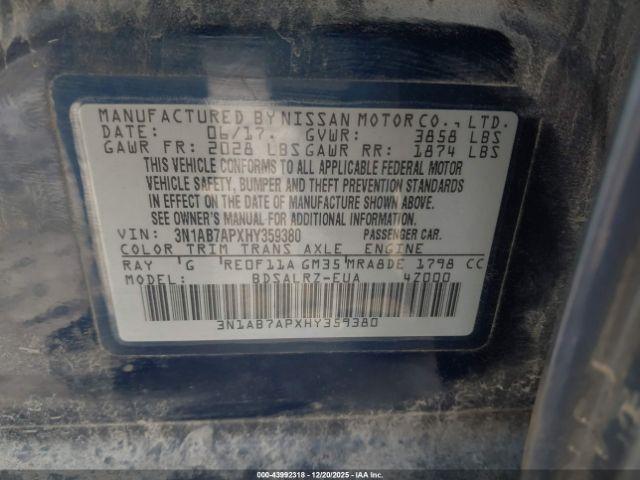 MANUFACTURED BY NISSAN MOTOR CO., LTD.
DATE: 06/17. GVWR: 3858 LBS
GAWR FR: 2028 LBS GAWR RR: 1874 LBS
THIS VEHICLE CONFORMS TO ALL APPLICABLE FEDERAL MOTOR
VEHICLE SAFETY, BUMPER AND THEFT PREVENTION STANDARDS
IN EFFECT ON THE DATE OF MANUFACTURE SHOWN ABOVE.
SEE OWNER'S MANUAL FOR ADDITIONAL INFORMATION.
VIN: 3N1AB7APXHY359380 PASSENGER CAR.
COLOR TRIM TRANS AXLE ENGINE
RAY G RE0F11A GM35 MRA8DE 1798 CC
MODEL: BDSALRZ-EUA 4Z000
3N1AB7APXHY359380
000-43992318 - 12/20/2025 - IAAI.COM